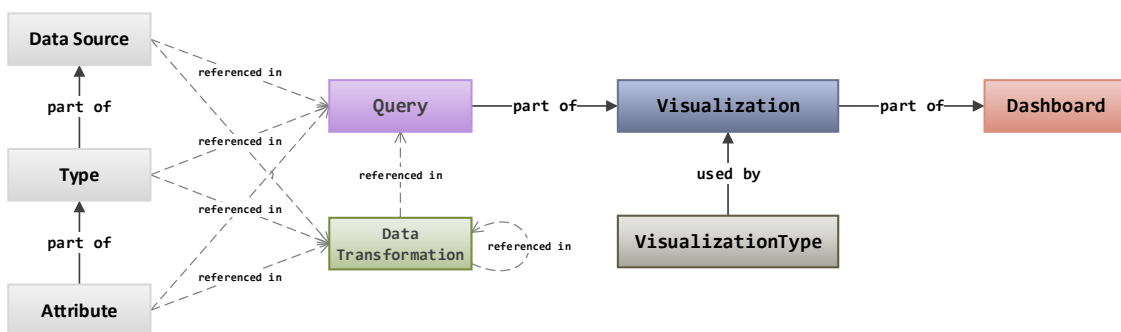 Data Source
referenced in
part of
Query
part of
Visualization
part of
Dashboard
referenced in
Type
referenced in
used by
referenced in
part of
Data
Transformation
referenced in
VisualizationType
referenced in
Attribute